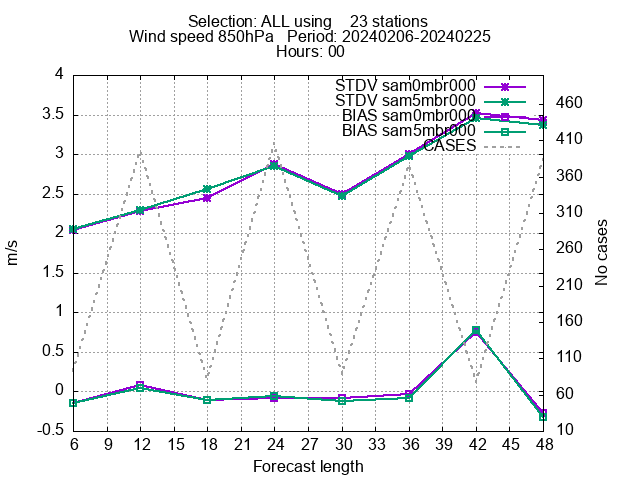 Selection: ALL using 23 stations
Wind speed 850hPa Period: 20240206-20240225
Hours: 00
STDV sam0mbr000
STDV sam5mbr000
BIAS sam0mbr000
BIAS sam5mbr000
CASES
4
3.5
3
2.5
2
1.5
1
0.5
0
-0.5
m/s
460
410
360
310
260
210
160
110
60
10
No cases
6 9 12 15 18 21 24 27 30 33 36 39 42 45 48
Forecast length